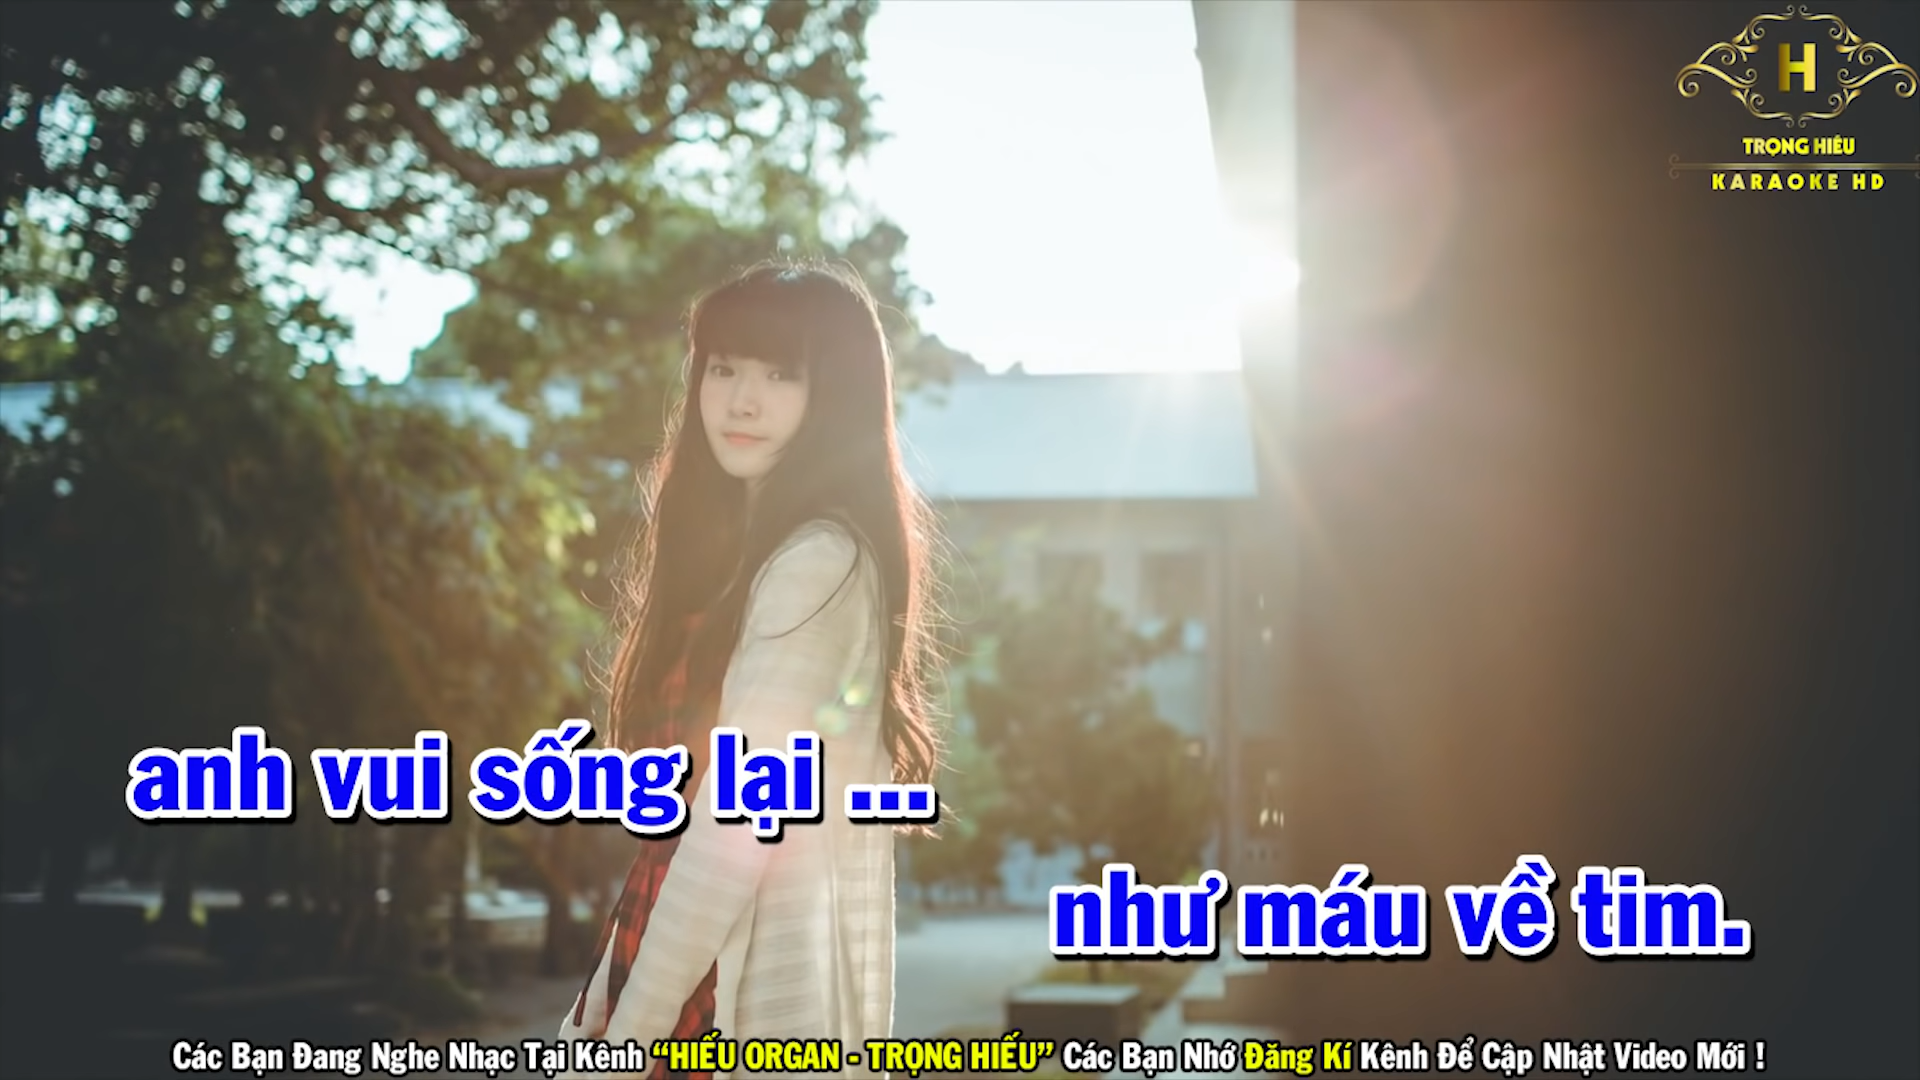 H
TRỌNG HIẾU
KARAOKE HD
anh vui sống lại ...
như máu về tim.
Các Bạn Đang Nghe Nhạc Tại Kênh “HIẾU ORGAN - TRỌNG HIẾU” Các Bạn Nhớ Đăng Kí Kênh Để Cập Nhật Video Mới !